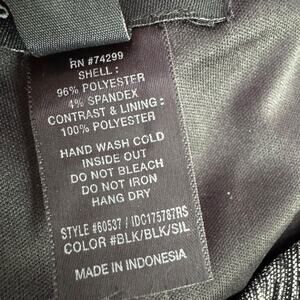 RN #74299
SHELL :
96% POLYESTER
4% SPANDEX
CONTRAST & LINING :
100% POLYESTER
HAND WASH COLD
INSIDE OUT
DO NOT BLEACH
DO NOT IRON
HANG DRY
STYLE #60537 / IDC175787RS
COLOR #BLK/BLK/SIL
MADE IN INDONESIA